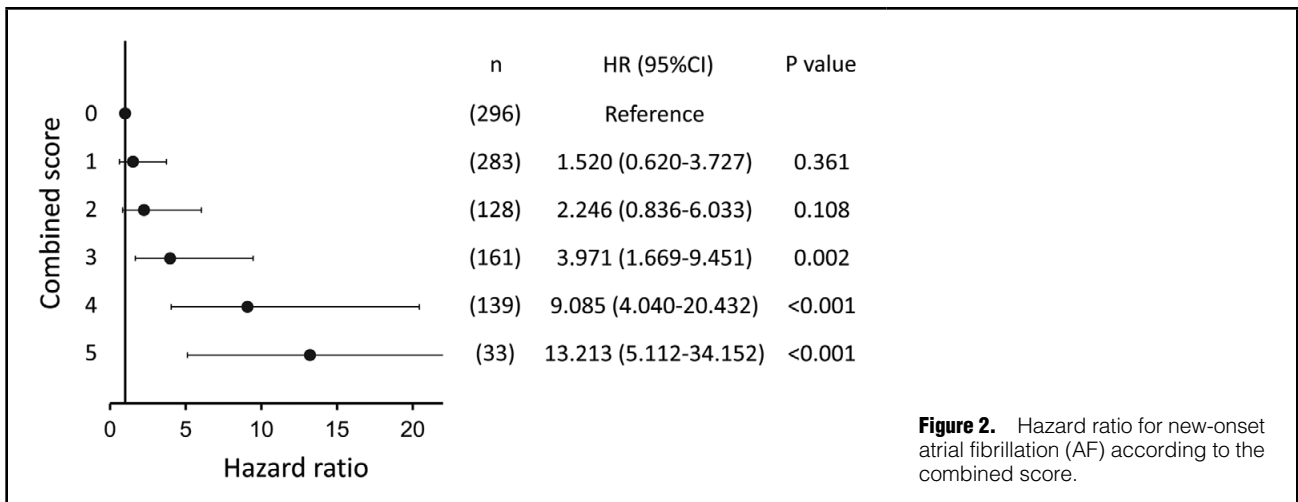 n HR (95%CI) P value
0 (296) Reference
1 (283) 1.520 (0.620-3.727) 0.361
2 (128) 2.246 (0.836-6.033) 0.108
3 (161) 3.971 (1.669-9.451) 0.002
4 (139) 9.085 (4.040-20.432) <0.001
5 (33) 13.213 (5.112-34.152) <0.001
Combined score
0 5 10 15 20
Hazard ratio
Figure 2. Hazard ratio for new-onset
atrial fibrillation (AF) according to the
combined score.